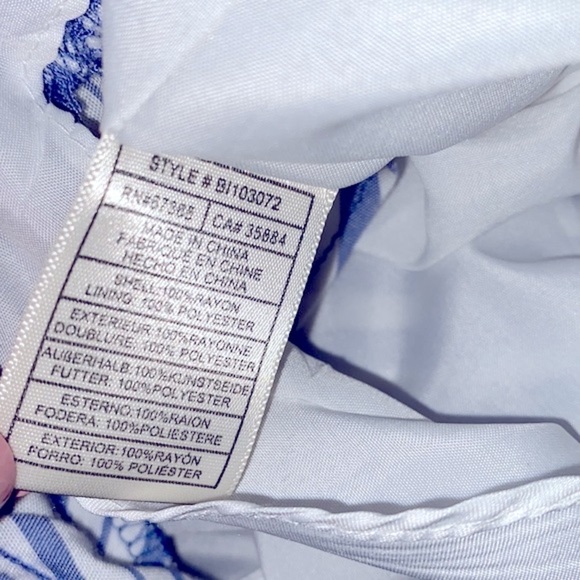 STYLE # BI103072
RN#67365 CA# 35884
MADE IN CHINA
FABRIQUÉ EN CHINE
HECHO EN CHINA
SHELL:100%RAYON
LINING: 100% POLYESTER
EXTERIEUR:100%RAYONNE
DOUBLURE: 100% POLYESTER
AUẞERHALB:100%KUNSTSEIDE
FUTTER: 100% POLYESTER
ESTERNO:100%RAION
FODERA: 100%POLIESTERE
EXTERIOR:100%RAYÓN
FORRO: 100% POLIÉSTER